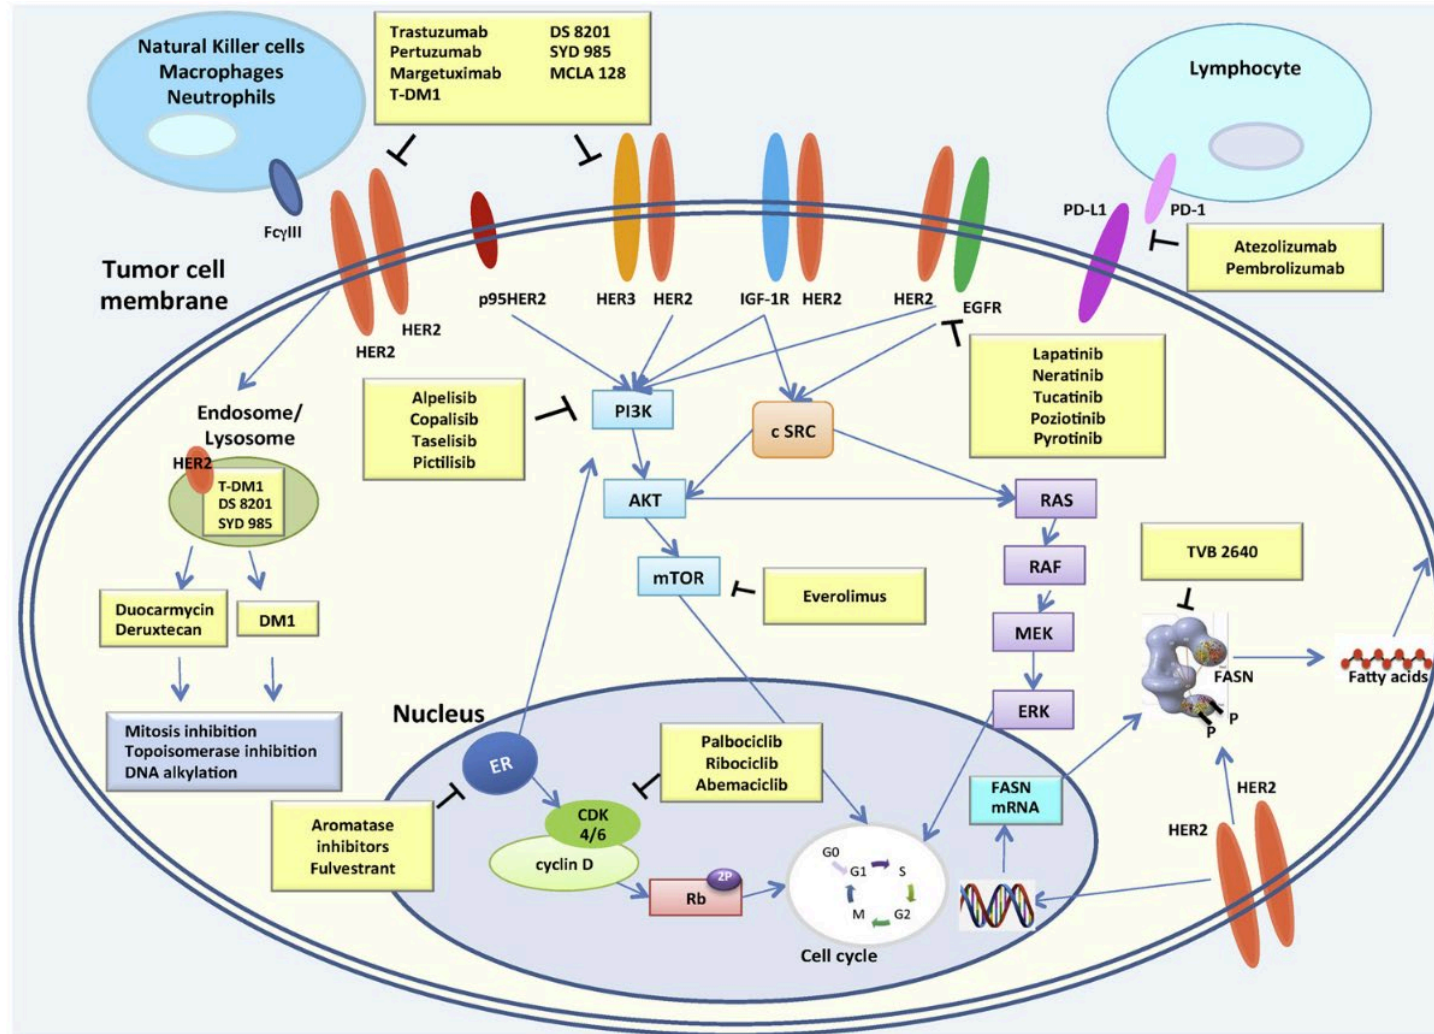 Natural Killer cells
Macrophages
Neutrophils
Trastuzumab DS 8201
Pertuzumab SYD 985
Margetuximab MCLA 128
T-DM1
Lymphocyte
FcγIII
PD-L1
PD-1
Atezolizumab
Pembrolizumab
Tumor cell
membrane
p95HER2
HER3
HER2
IGF-1R
HER2
HER2
EGFR
HER2
HER2
Lapatinib
Neratinib
Tucatinib
Poziotinib
Pyrotinib
Alpelisib
Copalisib
Taselisib
Pictilisib
PI3K
c SRC
Endosome/
Lysosome
HER2
T-DM1
DS 8201
SYD 985
AKT
RAS
RAF
mTOR
Everolimus
TVB 2640
Duocarmycin
Deruxtecan
DM1
MEK
FASN
Fatty acids
P
P
ERK
Mitosis inhibition
Topoisomerase inhibition
DNA alkylation
Nucleus
ER
Palbociclib
Ribociclib
Abemaciclib
FASN
mRNA
HER2
HER2
Aromatase
inhibitors
Fulvestrant
CDK
4/6
cyclin D
2P
Rb
G0
G1
S
M
G2
Cell cycle